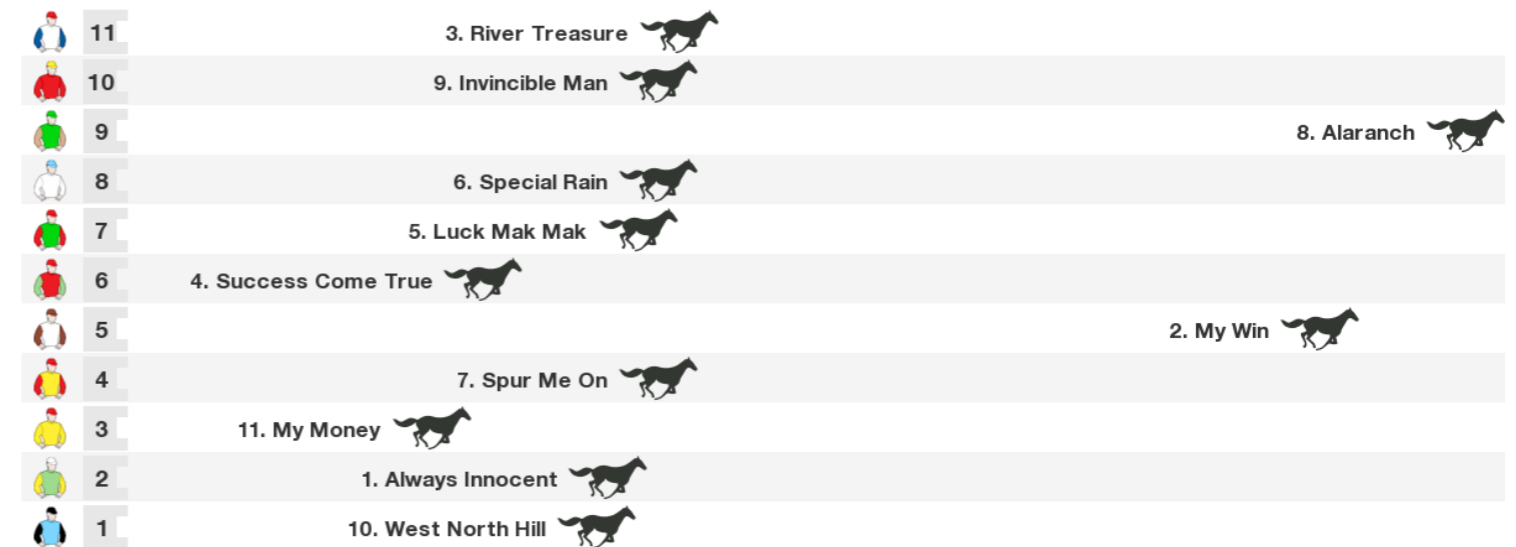 11 3. River Treasure
10 9. Invincible Man
9 8. Alaranch
8 6. Special Rain
7 5. Luck Mak Mak
6 4. Success Come True
5 2. My Win
4 7. Spur Me On
3 11. My Money
2 1. Always Innocent
1 10. West North Hill